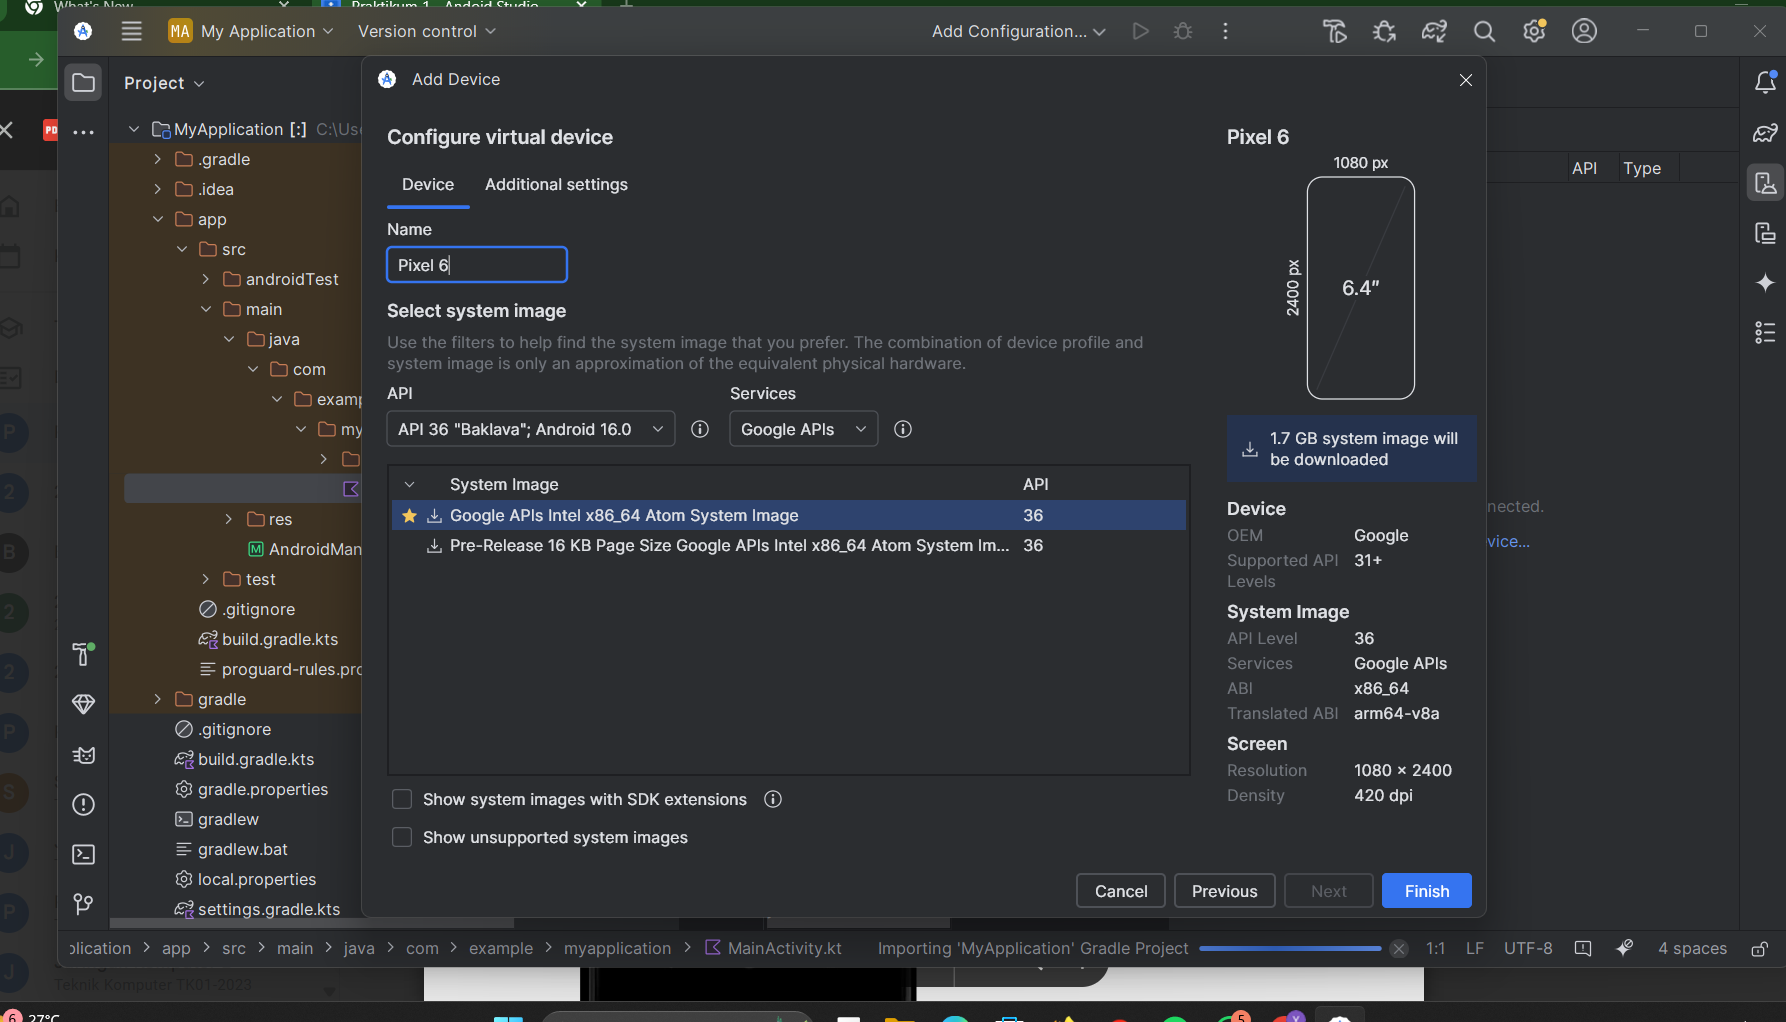 What's New
Praktikum 1 - Andoid Studio
MA My Application
Version control
Add Configuration...
Project
MyApplication [:] C:\Use
.gradle
.idea
app
src
androidTest
main
java
com
examp
my
res
AndroidMan
test
.gitignore
build.gradle.kts
proguard-rules.pro
gradle
.gitignore
build.gradle.kts
gradle.properties
gradlew
gradlew.bat
local.properties
settings.gradle.kts
Add Device
Configure virtual device
Device Additional settings
Name
Pixel 6
Select system image
Use the filters to help find the system image that you prefer. The combination of device profile and
system image is only an approximation of the equivalent physical hardware.
API Services
API 36 "Baklava"; Android 16.0 Google APIs
System Image API
Google APIs Intel x86_64 Atom System Image 36
Pre-Release 16 KB Page Size Google APIs Intel x86_64 Atom System Im... 36
Show system images with SDK extensions
Show unsupported system images
Pixel 6
1080 px
2400 px
6.4″
1.7 GB system image will
be downloaded
Device
OEM Google
Supported API 31+
Levels
System Image
API Level 36
Services Google APIs
ABI x86_64
Translated ABI arm64-v8a
Screen
Resolution 1080 × 2400
Density 420 dpi
Cancel Previous Next Finish
API Type
nected.
vice...
plication > app > src > main > java > com > example > myapplication > MainActivity.kt
Importing 'MyApplication' Gradle Project
1:1 LF UTF-8 4 spaces
Teknik Komputer TK01-2023
6 27°C
5